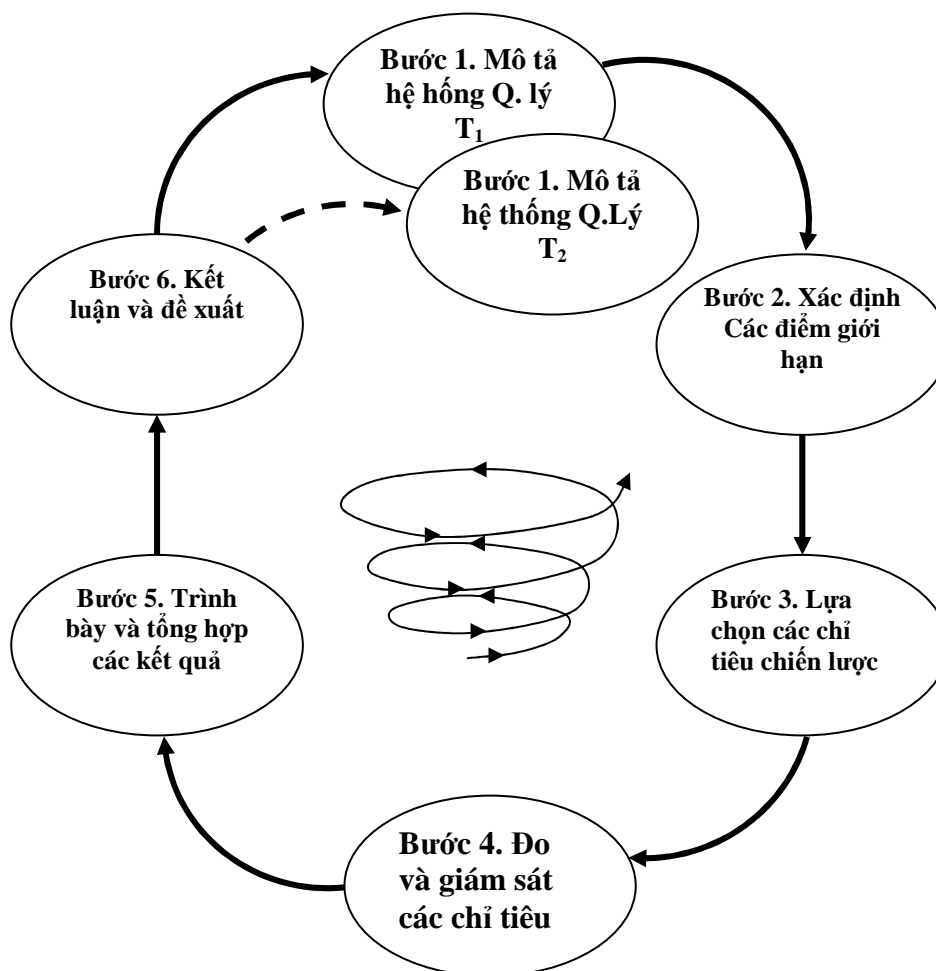 Bước 1. Mô tả
hệ hống Q. lý
T₁
Bước 1. Mô tả
hệ thống Q.Lý
T₂
Bước 2. Xác định
Các điểm giới
hạn
Bước 3. Lựa
chọn các chỉ
tiêu chiến lược
Bước 4. Đo
và giám sát
các chỉ tiêu
Bước 5. Trình
bày và tổng hợp
các kết quả
Bước 6. Kết
luận và đề xuất